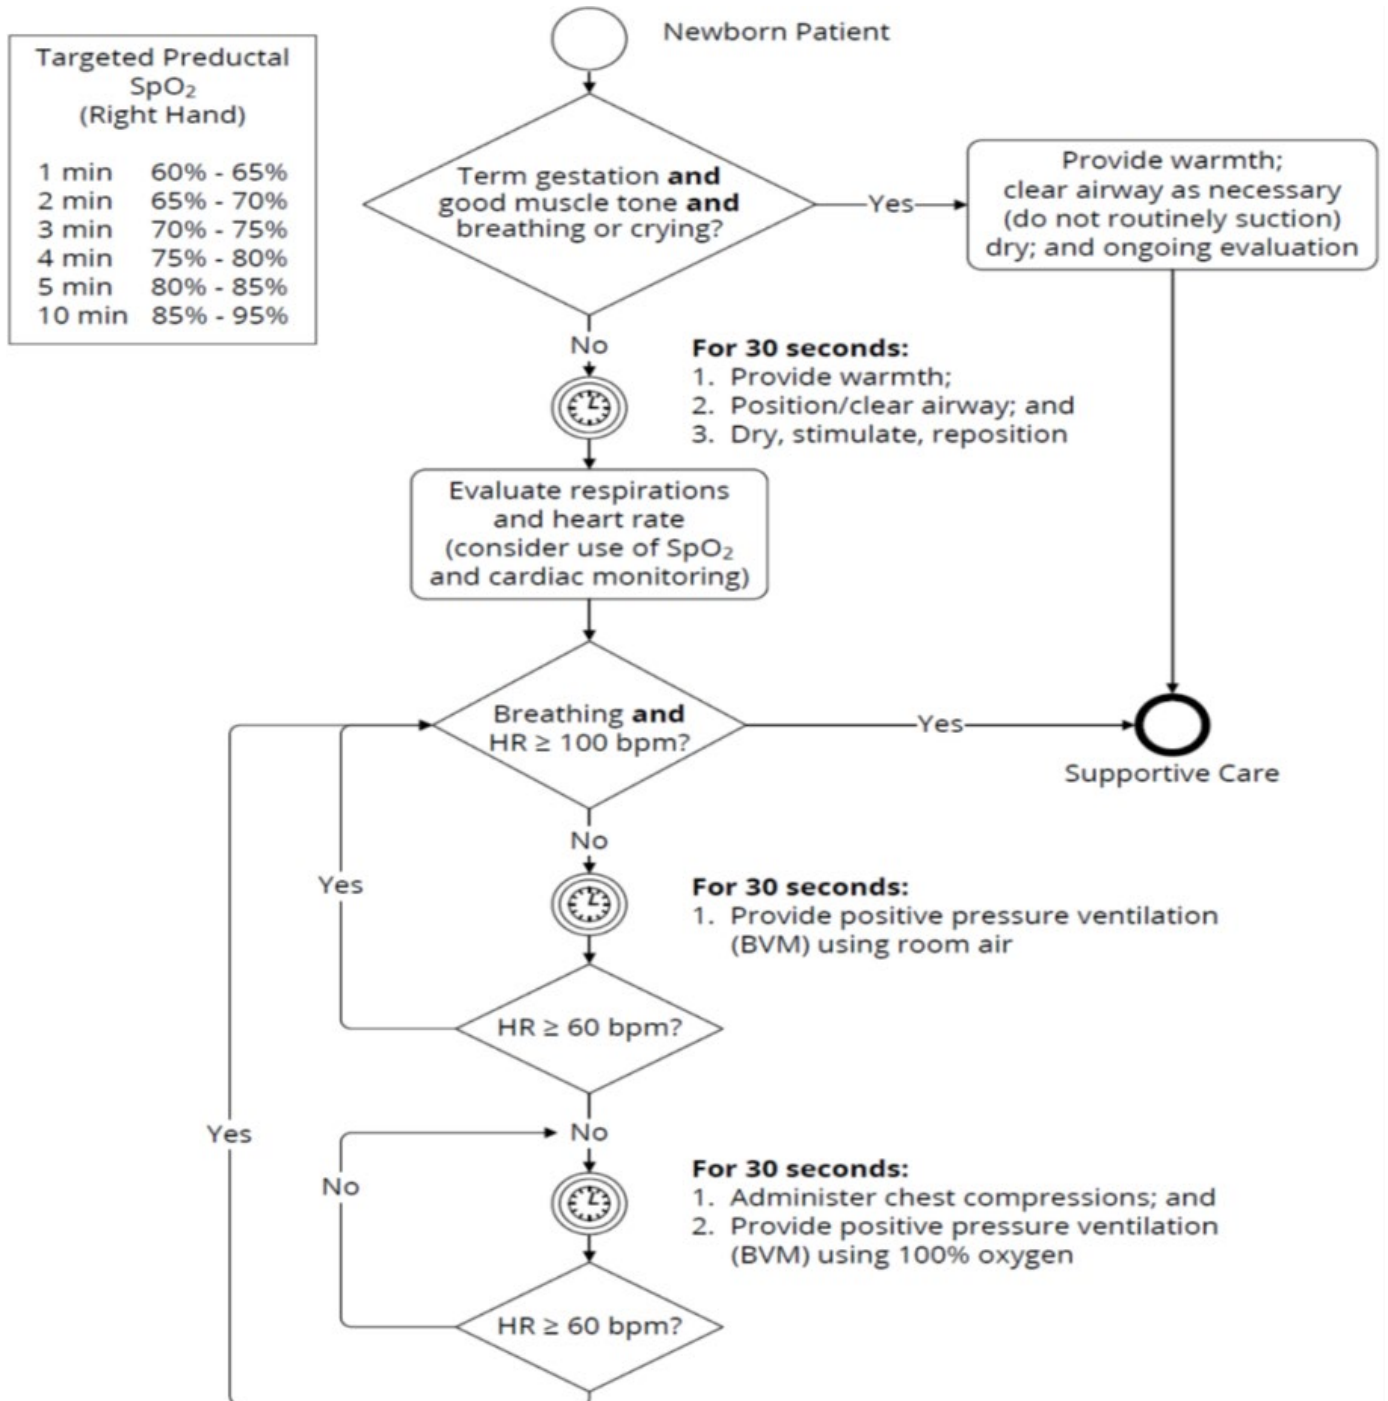 Newborn Patient
Targeted Preductal
SpO₂
(Right Hand)
1 min 60% - 65%
2 min 65% - 70%
3 min 70% - 75%
4 min 75% - 80%
5 min 80% - 85%
10 min 85% - 95%
Term gestation and
good muscle tone and
breathing or crying?
Yes
Provide warmth;
clear airway as necessary
(do not routinely suction)
dry; and ongoing evaluation
No
For 30 seconds:
1. Provide warmth;
2. Position/clear airway; and
3. Dry, stimulate, reposition
Evaluate respirations
and heart rate
(consider use of SpO₂
and cardiac monitoring)
Breathing and
HR ≥ 100 bpm?
Yes
Supportive Care
No
Yes
For 30 seconds:
1. Provide positive pressure ventilation
(BVM) using room air
HR ≥ 60 bpm?
Yes
No
No
For 30 seconds:
1. Administer chest compressions; and
2. Provide positive pressure ventilation
(BVM) using 100% oxygen
HR ≥ 60 bpm?